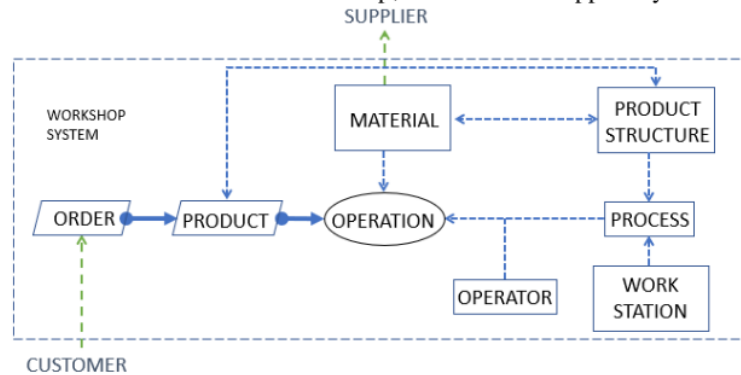 SUPPLIER
WORKSHOP
SYSTEM
MATERIAL
PRODUCT
STRUCTURE
ORDER
PRODUCT
OPERATION
PROCESS
OPERATOR
WORK
STATION
CUSTOMER